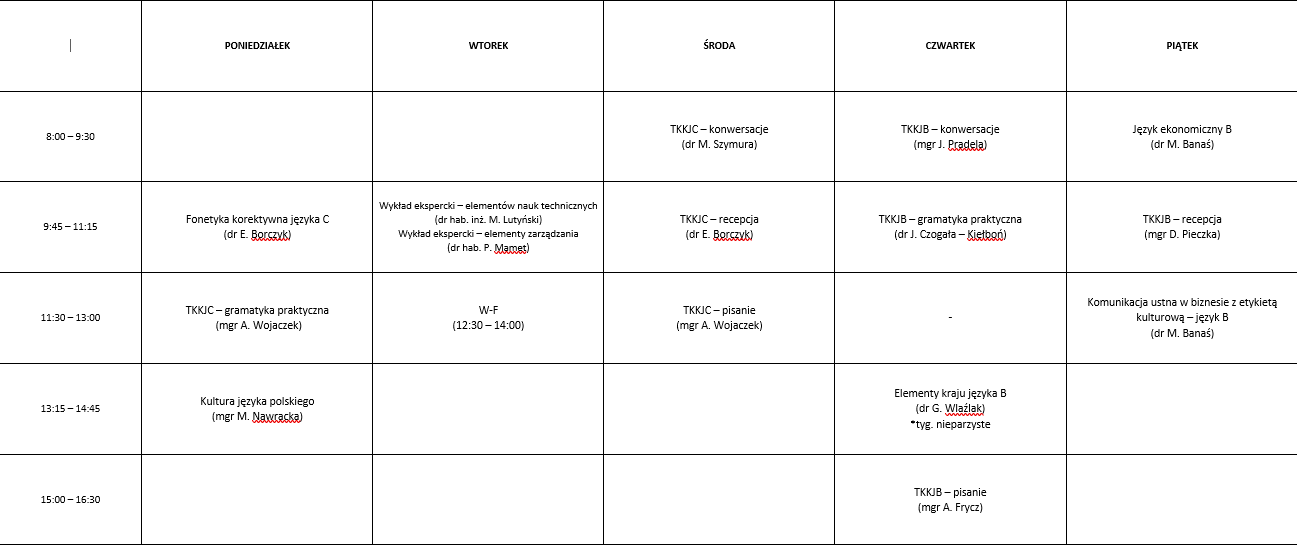 PONIEDZIAŁEK
WTOREK
ŚRODA
CZWARTEK
PIĄTEK
8:00 – 9:30
TKKJC – konwersacje
(dr M. Szymura)
TKKJB – konwersacje
(mgr J. Pradela)
Język ekonomiczny B
(dr M. Banaś)
9:45 – 11:15
Fonetyka korektywna języka C
(dr E. Borczyk)
Wykład ekspercki – elementów nauk technicznych
(dr hab. inż. M. Lutyński)
Wykład ekspercki – elementy zarządzania
(dr hab. P. Mamet)
TKKJC – recepcja
(dr E. Borczyk)
TKKJB – gramatyka praktyczna
(dr J. Czogała – Kiełboń)
TKKJB – recepcja
(mgr D. Pieczka)
11:30 – 13:00
TKKJC – gramatyka praktyczna
(mgr A. Wojaczek)
W-F
(12:30 – 14:00)
TKKJC – pisanie
(mgr A. Wojaczek)
-
Komunikacja ustna w biznesie z etykietą
kulturową – język B
(dr M. Banaś)
13:15 – 14:45
Kultura języka polskiego
(mgr M. Nawracka)
Elementy kraju języka B
(dr G. Wlaźlak)
*tyg. nieparzyste
15:00 – 16:30
TKKJB – pisanie
(mgr A. Frycz)